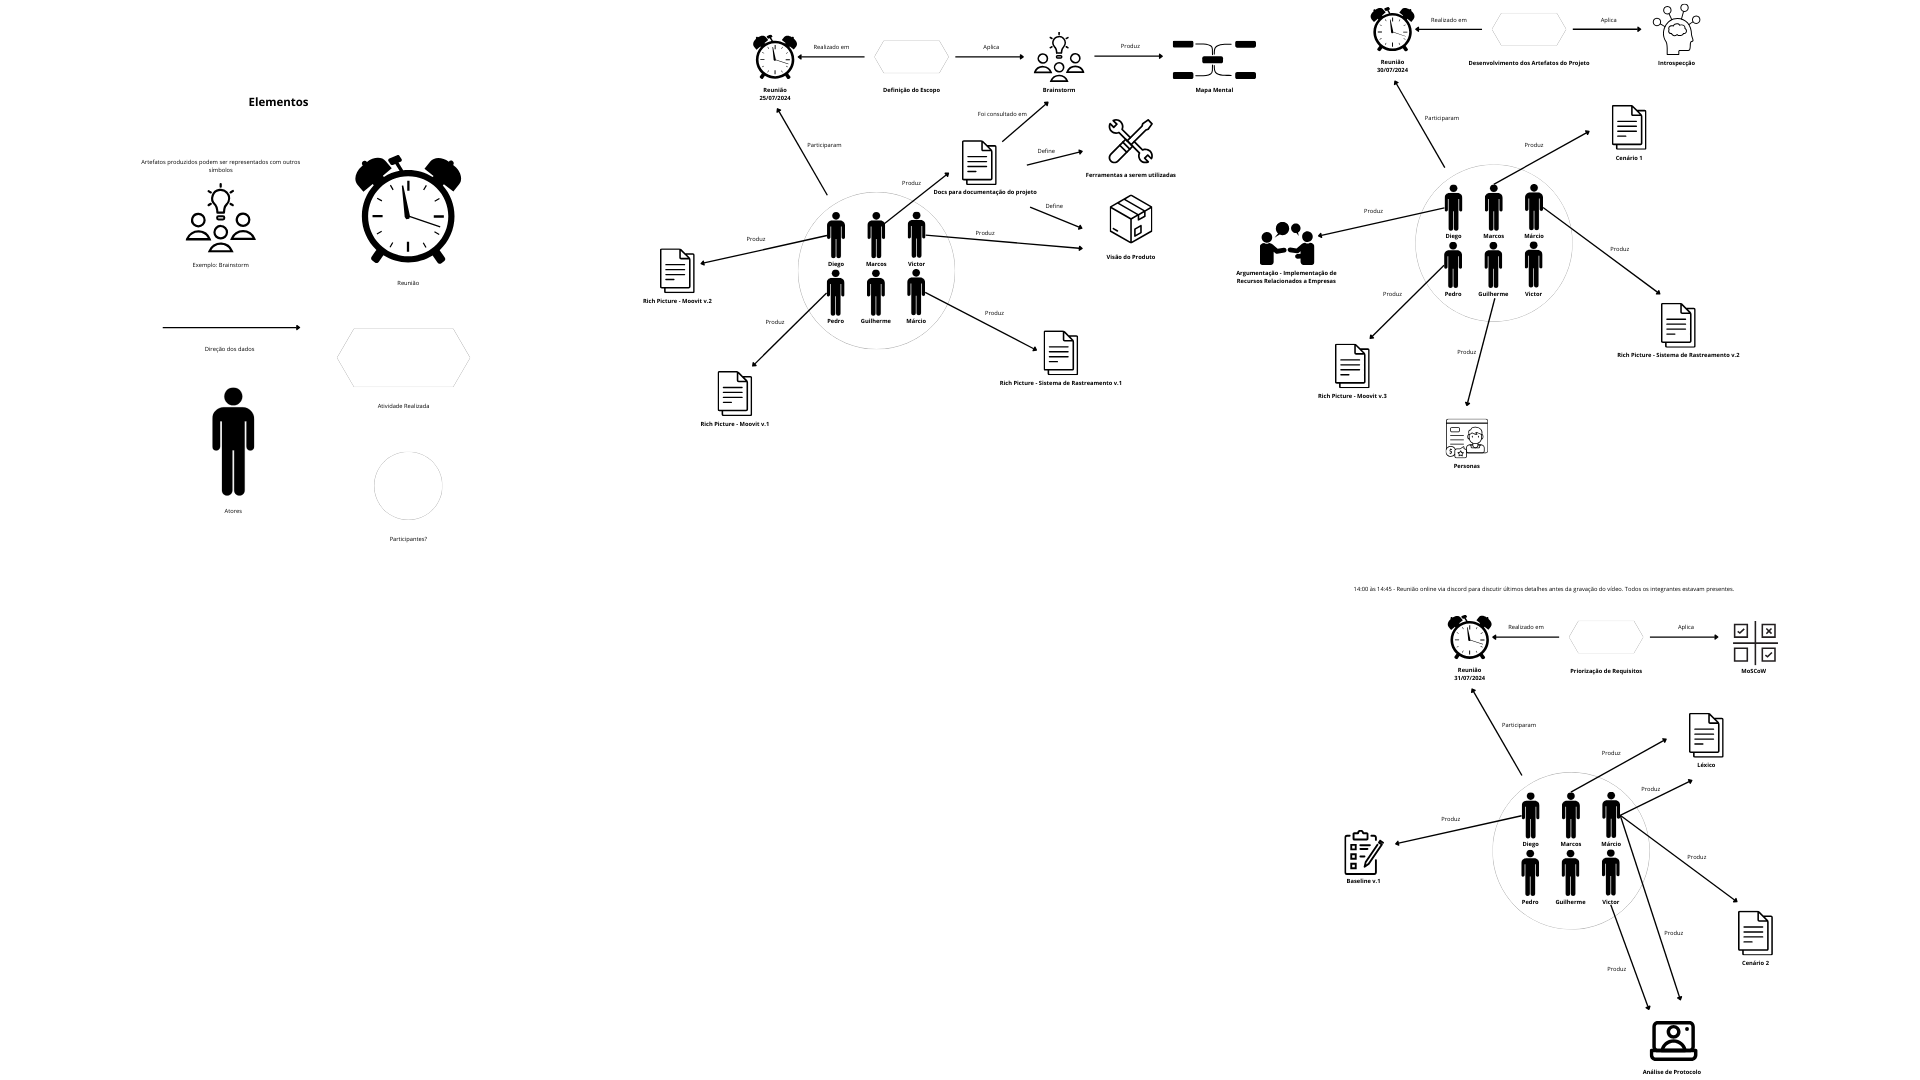 Elementos
Artefatos produzidos podem ser representados com outros
símbolos
Exemplo: Brainstorm
Reunião
Direção dos dados
Atividade Realizada
Atores
Participantes?
Realizado em
Aplica
Produz
Reunião
25/07/2024
Definição do Escopo
Brainstorm
Mapa Mental
Foi consultado em
Participaram
Define
Ferramentas a serem utilizadas
Produz
Docs para documentação do projeto
Define
Produz
Produz
Visão do Produto
Diego
Marcos
Victor
Rich Picture - Moovit v.2
Produz
Produz
Pedro
Guilherme
Márcio
Rich Picture - Sistema de Rastreamento v.1
Rich Picture - Moovit v.1
Realizado em
Aplica
Reunião
30/07/2024
Desenvolvimento dos Artefatos do Projeto
Introspecção
Participaram
Produz
Cenário 1
Produz
Diego
Marcos
Márcio
Produz
Argumentação - Implementação de
Recursos Relacionados a Empresas
Produz
Pedro
Guilherme
Victor
Produz
Rich Picture - Sistema de Rastreamento v.2
Rich Picture - Moovit v.3
Personas
14:00 às 14:45 - Reunião online via discord para discutir últimos detalhes antes da gravação do vídeo. Todos os integrantes estavam presentes.
Realizado em
Aplica
Reunião
31/07/2024
Priorização de Requisitos
MoSCoW
Participaram
Produz
Léxico
Produz
Produz
Diego
Marcos
Márcio
Produz
Baseline v.1
Pedro
Guilherme
Victor
Produz
Cenário 2
Produz
Análise de Protocolo